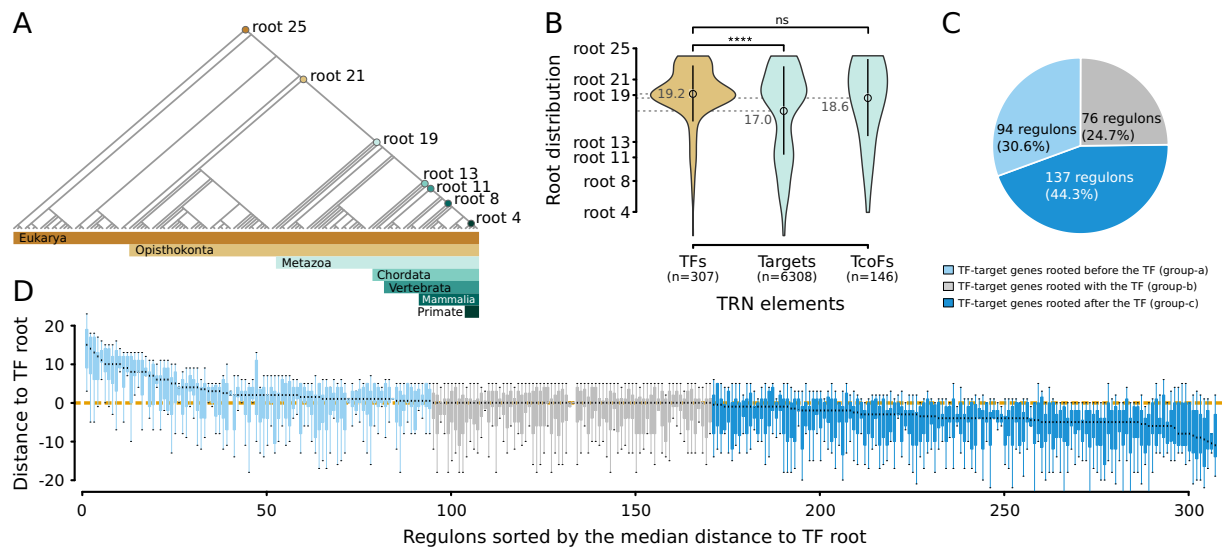 A
root 25
root 21
root 19
root 13
root 11
root 8
root 4
Eukarya
Opisthokonta
Metazoa
Chordata
Vertebrata
Mammalia
Primate
B
ns
****
root 25
root 21
root 19
root 13
root 11
root 8
root 4
Root distribution
19.2
17.0
18.6
TFs
(n=307)
Targets
(n=6308)
TcoFs
(n=146)
TRN elements
C
94 regulons
(30.6%)
76 regulons
(24.7%)
137 regulons
(44.3%)
TF-target genes rooted before the TF (group-a)
TF-target genes rooted with the TF (group-b)
TF-target genes rooted after the TF (group-c)
D
20
10
0
-10
-20
Distance to TF root
0
50
100
150
200
250
300
Regulons sorted by the median distance to TF root